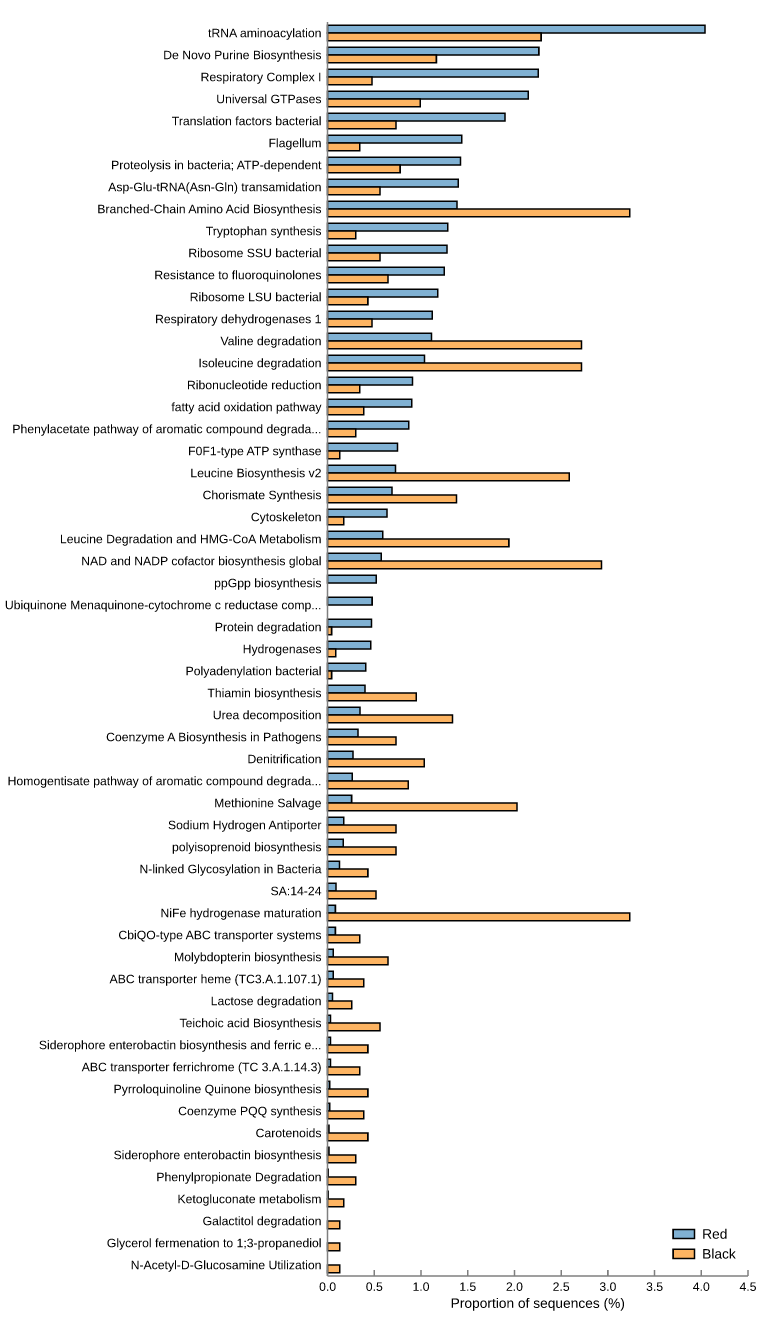 tRNA aminoacylation
De Novo Purine Biosynthesis
Respiratory Complex I
Universal GTPases
Translation factors bacterial
Flagellum
Proteolysis in bacteria; ATP-dependent
Asp-Glu-tRNA(Asn-Gln) transamidation
Branched-Chain Amino Acid Biosynthesis
Tryptophan synthesis
Ribosome SSU bacterial
Resistance to fluoroquinolones
Ribosome LSU bacterial
Respiratory dehydrogenases 1
Valine degradation
Isoleucine degradation
Ribonucleotide reduction
fatty acid oxidation pathway
Phenylacetate pathway of aromatic compound degrada...
F0F1-type ATP synthase
Leucine Biosynthesis v2
Chorismate Synthesis
Cytoskeleton
Leucine Degradation and HMG-CoA Metabolism
NAD and NADP cofactor biosynthesis global
ppGpp biosynthesis
Ubiquinone Menaquinone-cytochrome c reductase comp...
Protein degradation
Hydrogenases
Polyadenylation bacterial
Thiamin biosynthesis
Urea decomposition
Coenzyme A Biosynthesis in Pathogens
Denitrification
Homogentisate pathway of aromatic compound degrada...
Methionine Salvage
Sodium Hydrogen Antiporter
polyisoprenoid biosynthesis
N-linked Glycosylation in Bacteria
SA:14-24
NiFe hydrogenase maturation
CbiQO-type ABC transporter systems
Molybdopterin biosynthesis
ABC transporter heme (TC3.A.1.107.1)
Lactose degradation
Teichoic acid Biosynthesis
Siderophore enterobactin biosynthesis and ferric e...
ABC transporter ferrichrome (TC 3.A.1.14.3)
Pyrroloquinoline Quinone biosynthesis
Coenzyme PQQ synthesis
Carotenoids
Siderophore enterobactin biosynthesis
Phenylpropionate Degradation
Ketogluconate metabolism
Galactitol degradation
Glycerol fermenation to 1;3-propanediol
N-Acetyl-D-Glucosamine Utilization
Red
Black
0.0 0.5 1.0 1.5 2.0 2.5 3.0 3.5 4.0 4.5
Proportion of sequences (%)